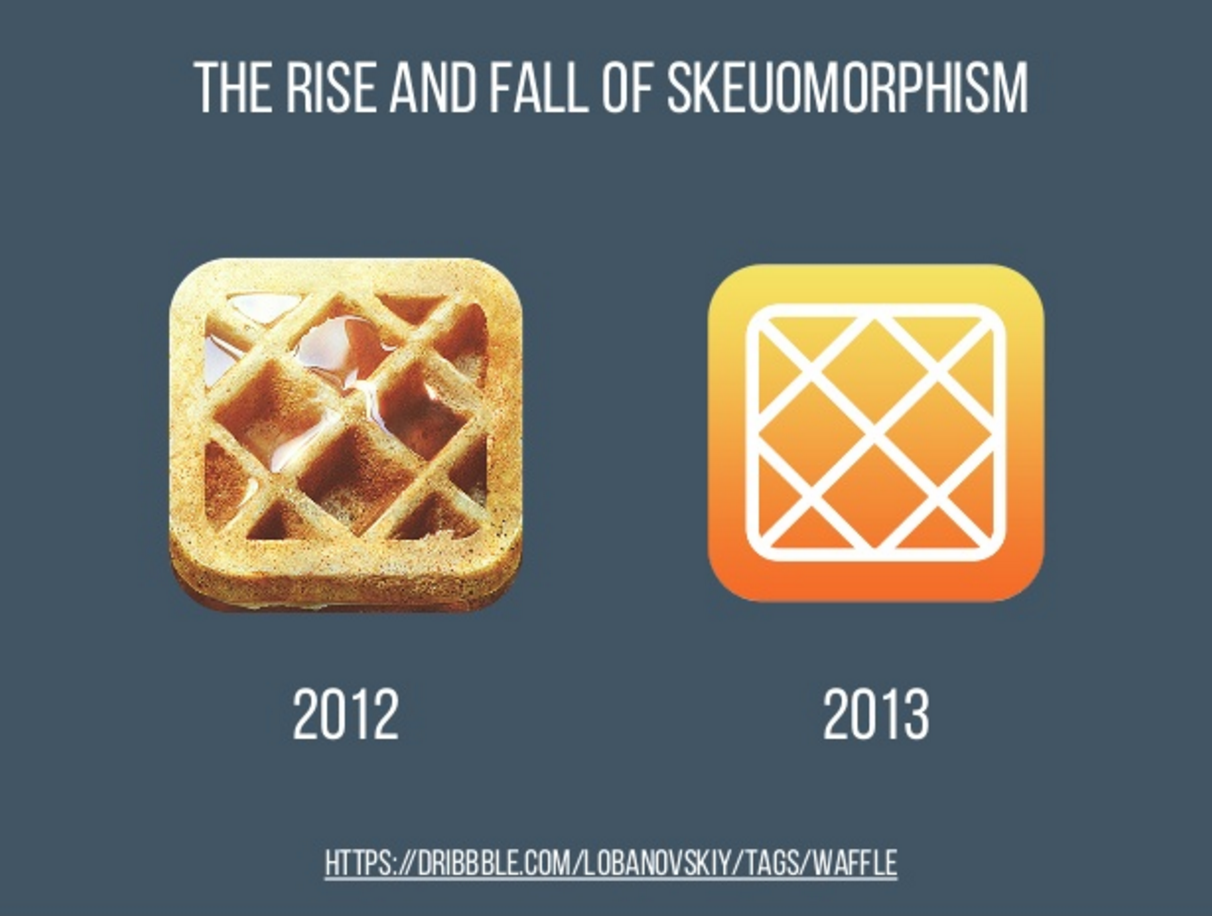 THE RISE AND FALL OF SKEUOMORPHISM
2012
2013
HTTPS://DRIBBBLE.COM/LOBANOVSKIY/TAGS/WAFFLE